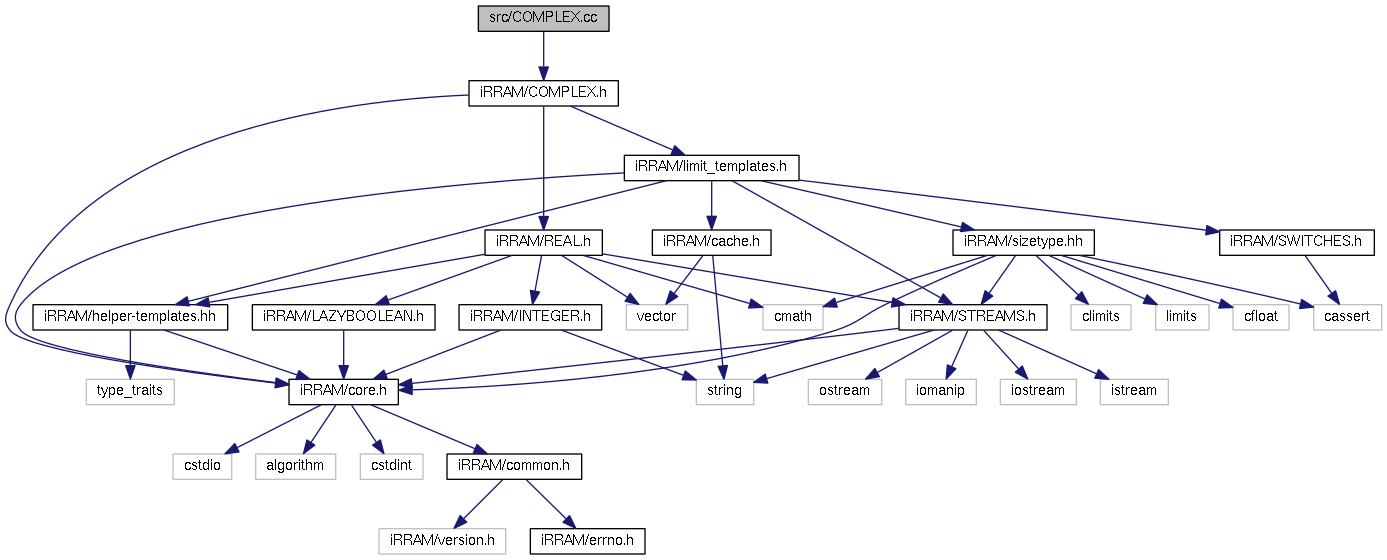 src/COMPLEX.cc
iRRAM/COMPLEX.h
iRRAM/limit_templates.h
iRRAM/REAL.h
iRRAM/cache.h
iRRAM/sizetype.hh
iRRAM/SWITCHES.h
iRRAM/helper-templates.hh
iRRAM/LAZYBOOLEAN.h
iRRAM/INTEGER.h
vector
cmath
iRRAM/STREAMS.h
climits
limits
cfloat
cassert
type_traits
iRRAM/core.h
string
ostream
iomanip
iostream
istream
cstdio
algorithm
cstdint
iRRAM/common.h
iRRAM/version.h
iRRAM/errno.h